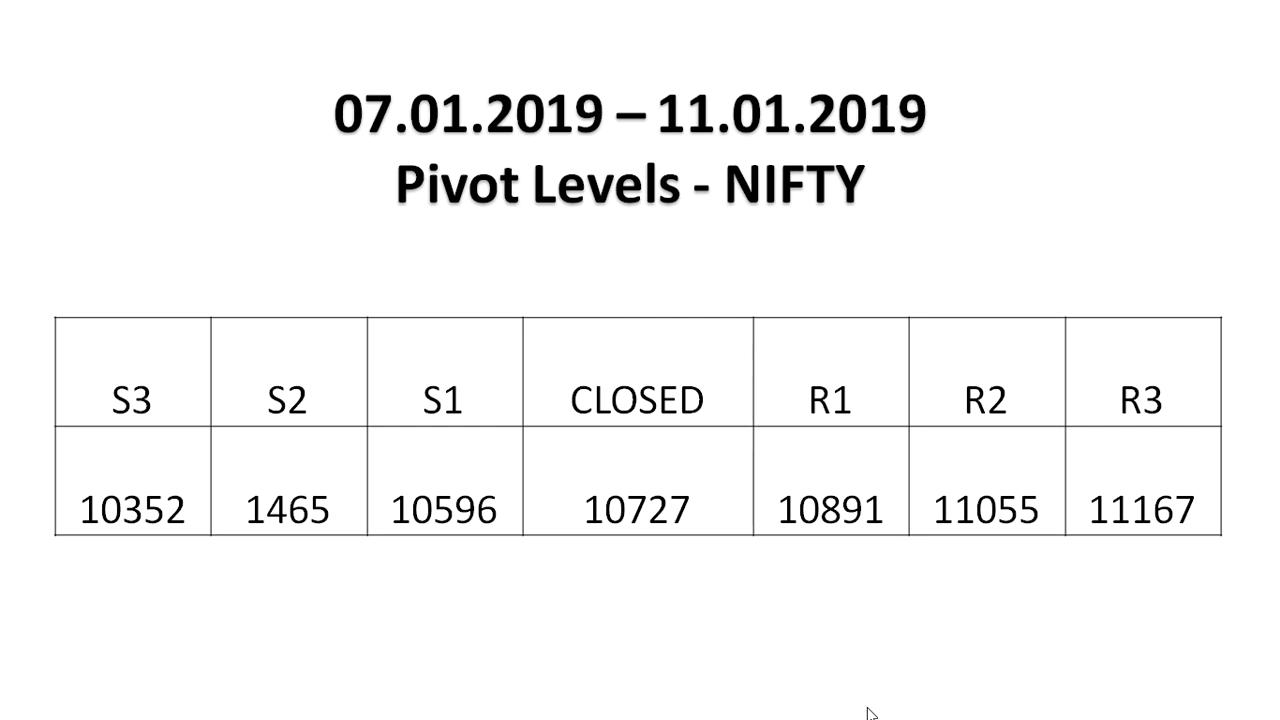 07.01.2019 – 11.01.2019
Pivot Levels - NIFTY
S3 S2 S1 CLOSED R1 R2 R3
10352 1465 10596 10727 10891 11055 11167